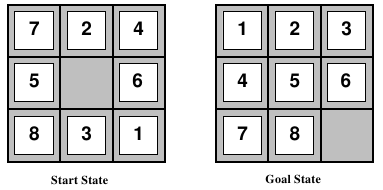 7 2 4
5 6
8 3 1
Start State
1 2 3
4 5 6
7 8
Goal State